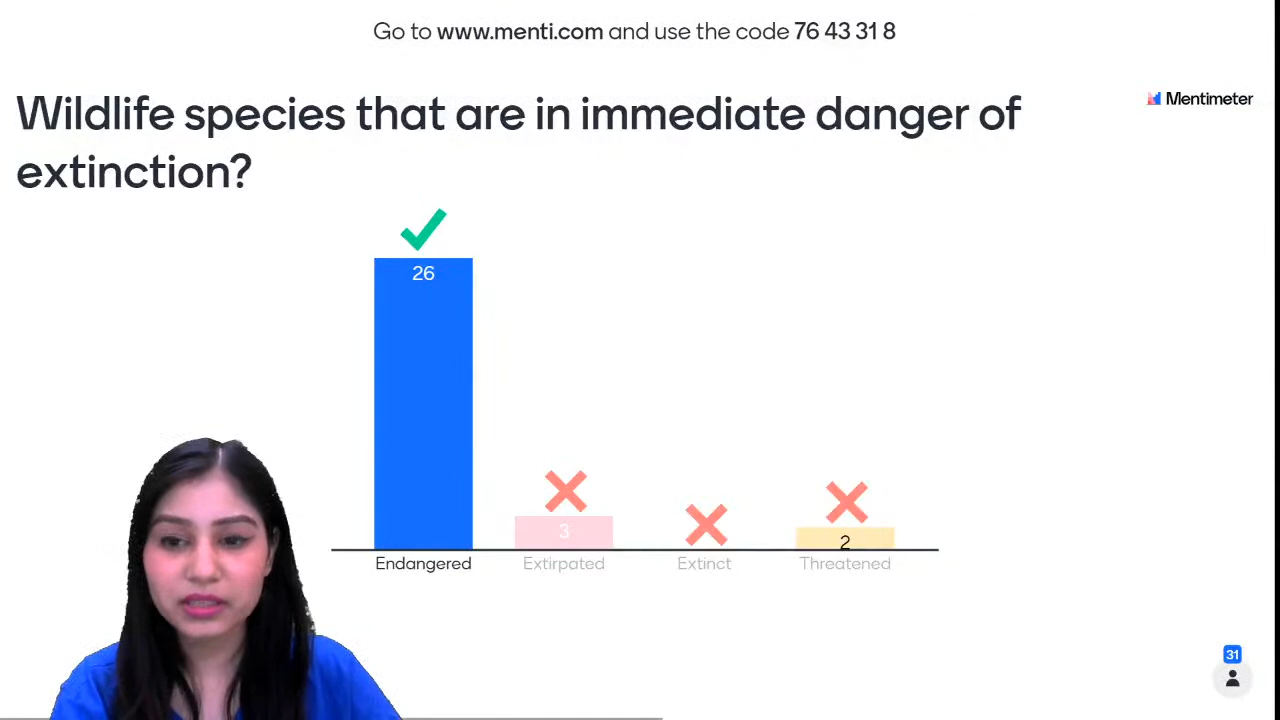 Go to www.menti.com and use the code 76 43 31 8
Wildlife species that are in immediate danger of
extinction?
Mentimeter
26
3
2
Endangered
Extirpated
Extinct
Threatened
31